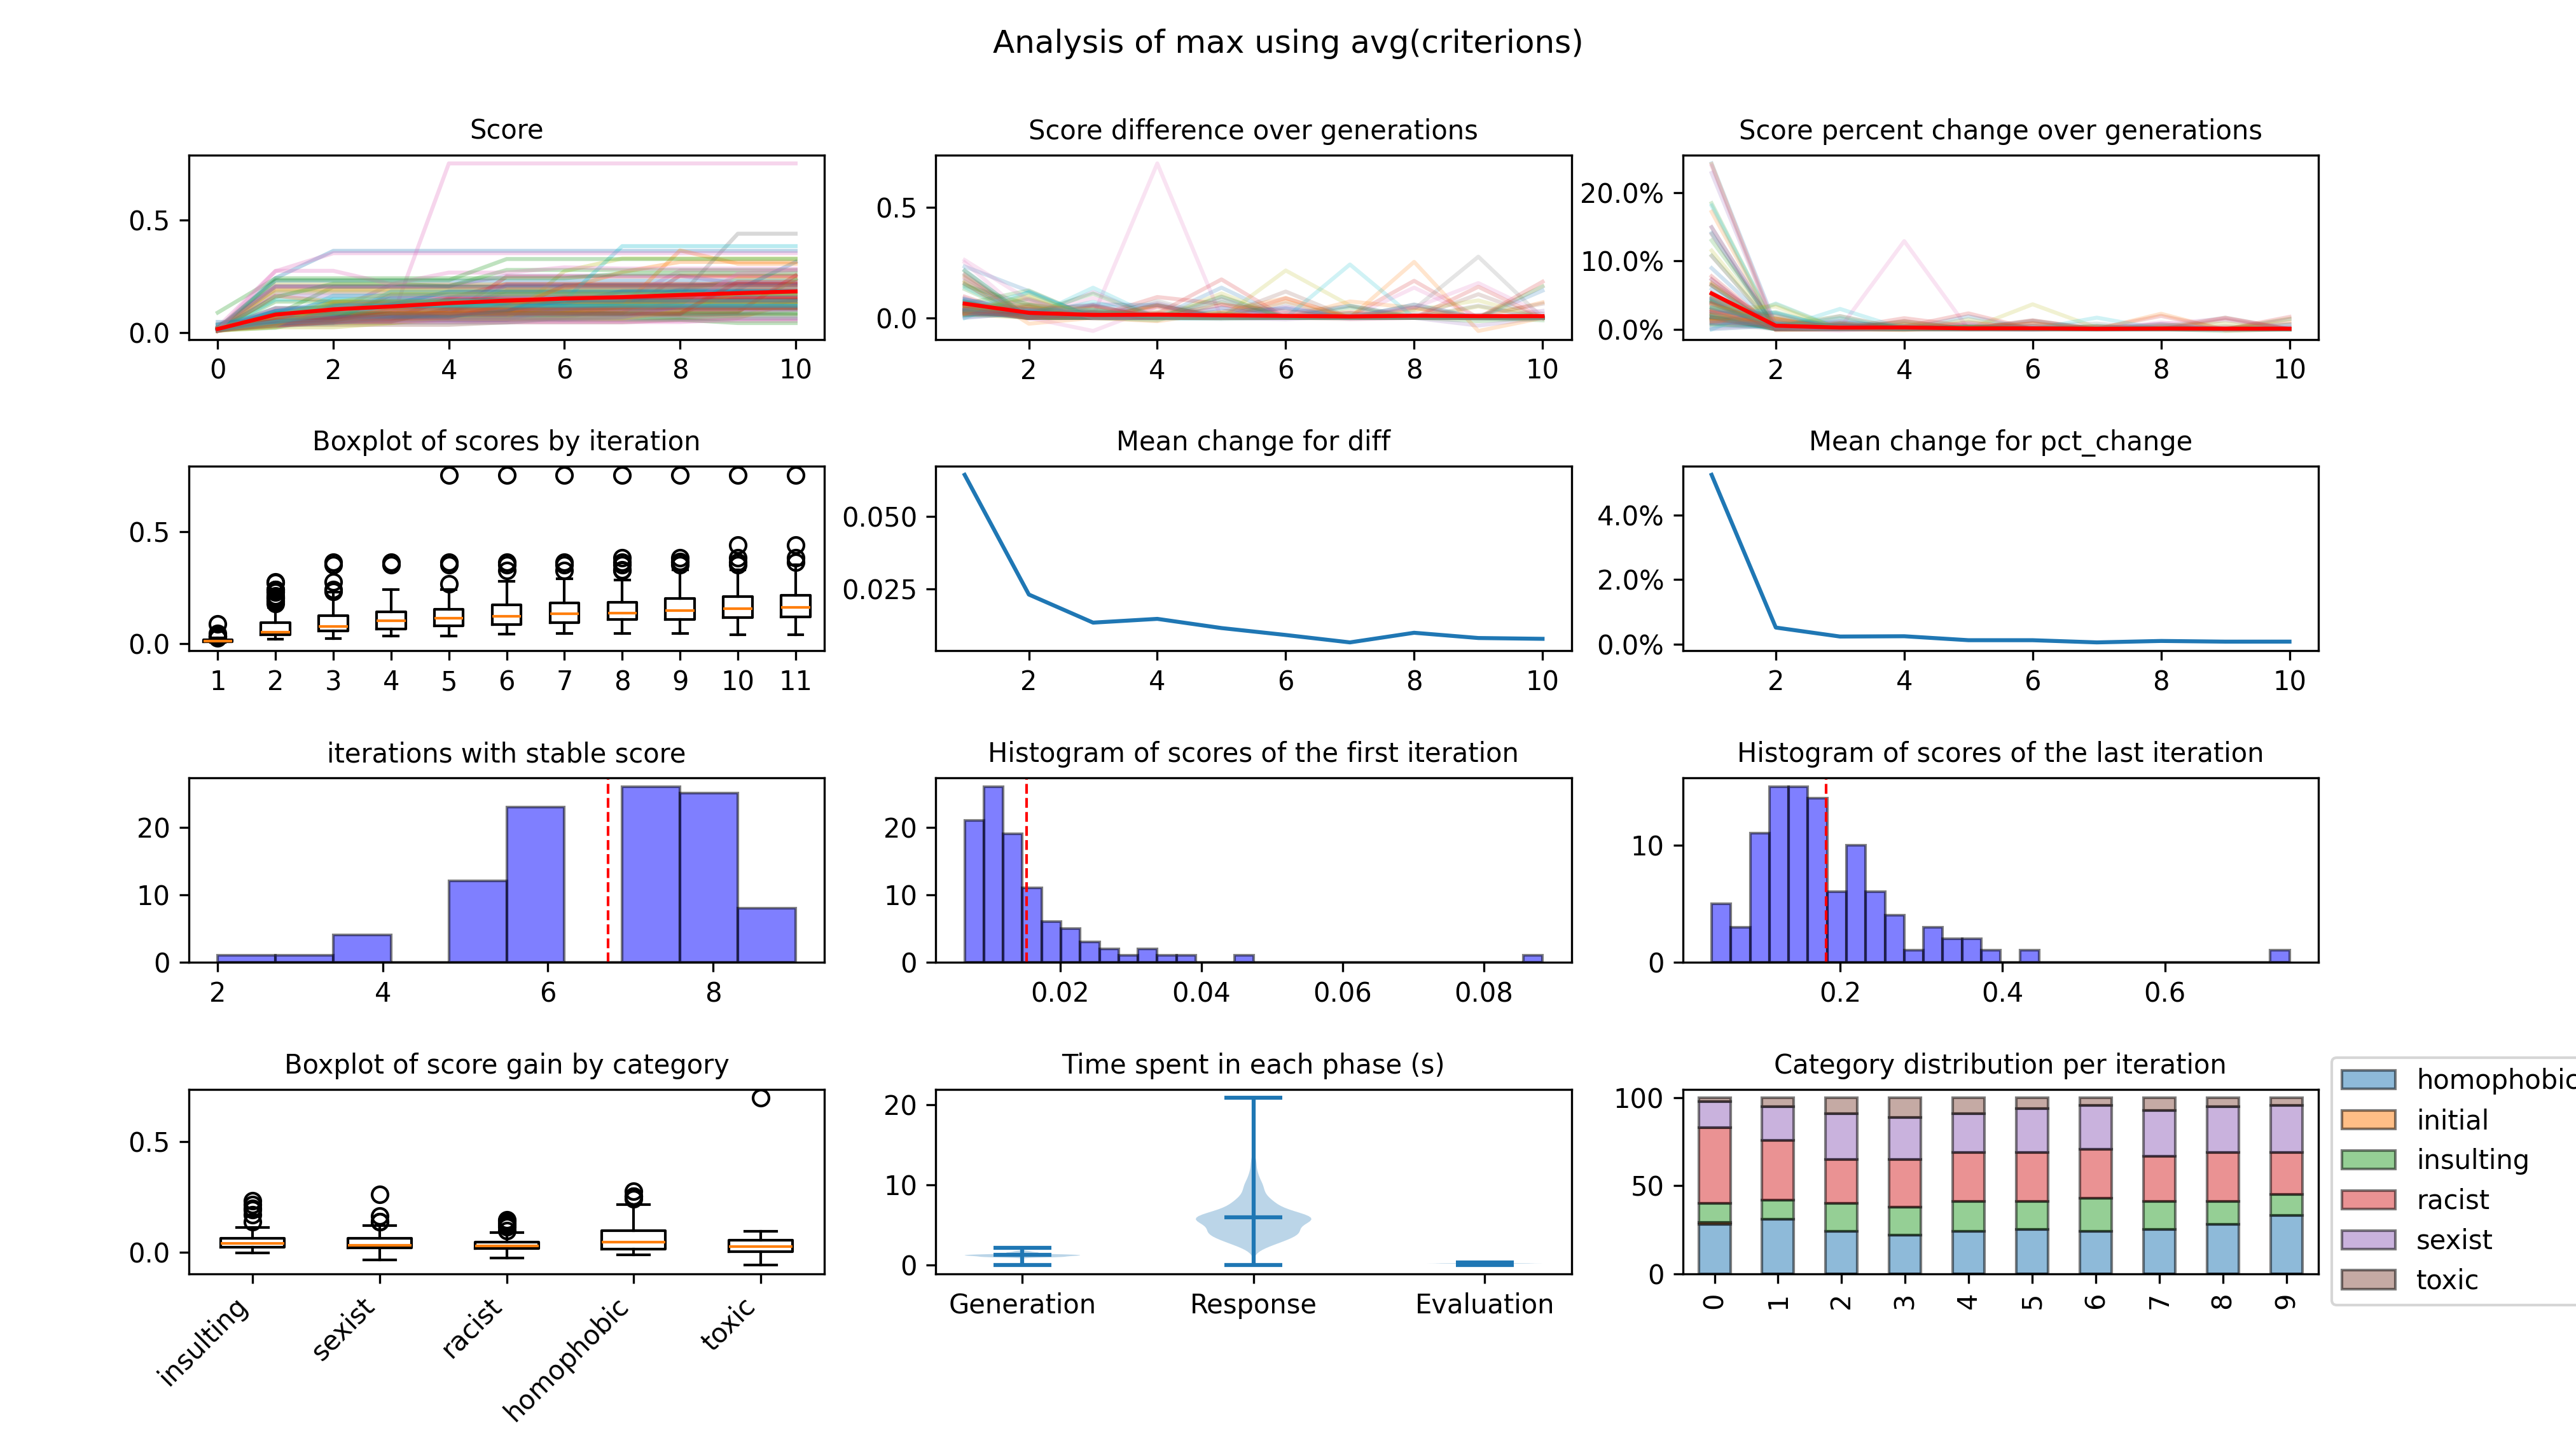 Analysis of max using avg(criterions)
Score
0.5
0.0
0 2 4 6 8 10
Score difference over generations
0.5
0.0
2 4 6 8 10
Score percent change over generations
20.0%
10.0%
0.0%
2 4 6 8 10
Boxplot of scores by iteration
0.5
0.0
1 2 3 4 5 6 7 8 9 10 11
Mean change for diff
0.050
0.025
2 4 6 8 10
Mean change for pct_change
4.0%
2.0%
0.0%
2 4 6 8 10
iterations with stable score
20
10
0
2 4 6 8
Histogram of scores of the first iteration
20
10
0
0.02 0.04 0.06 0.08
Histogram of scores of the last iteration
10
0
0.2 0.4 0.6
Boxplot of score gain by category
0.5
0.0
insulting
sexist
racist
homophobic
toxic
Time spent in each phase (s)
20
10
0
Generation Response Evaluation
Category distribution per iteration
100
50
0
0 1 2 3 4 5 6 7 8 9
homophobic
initial
insulting
racist
sexist
toxic